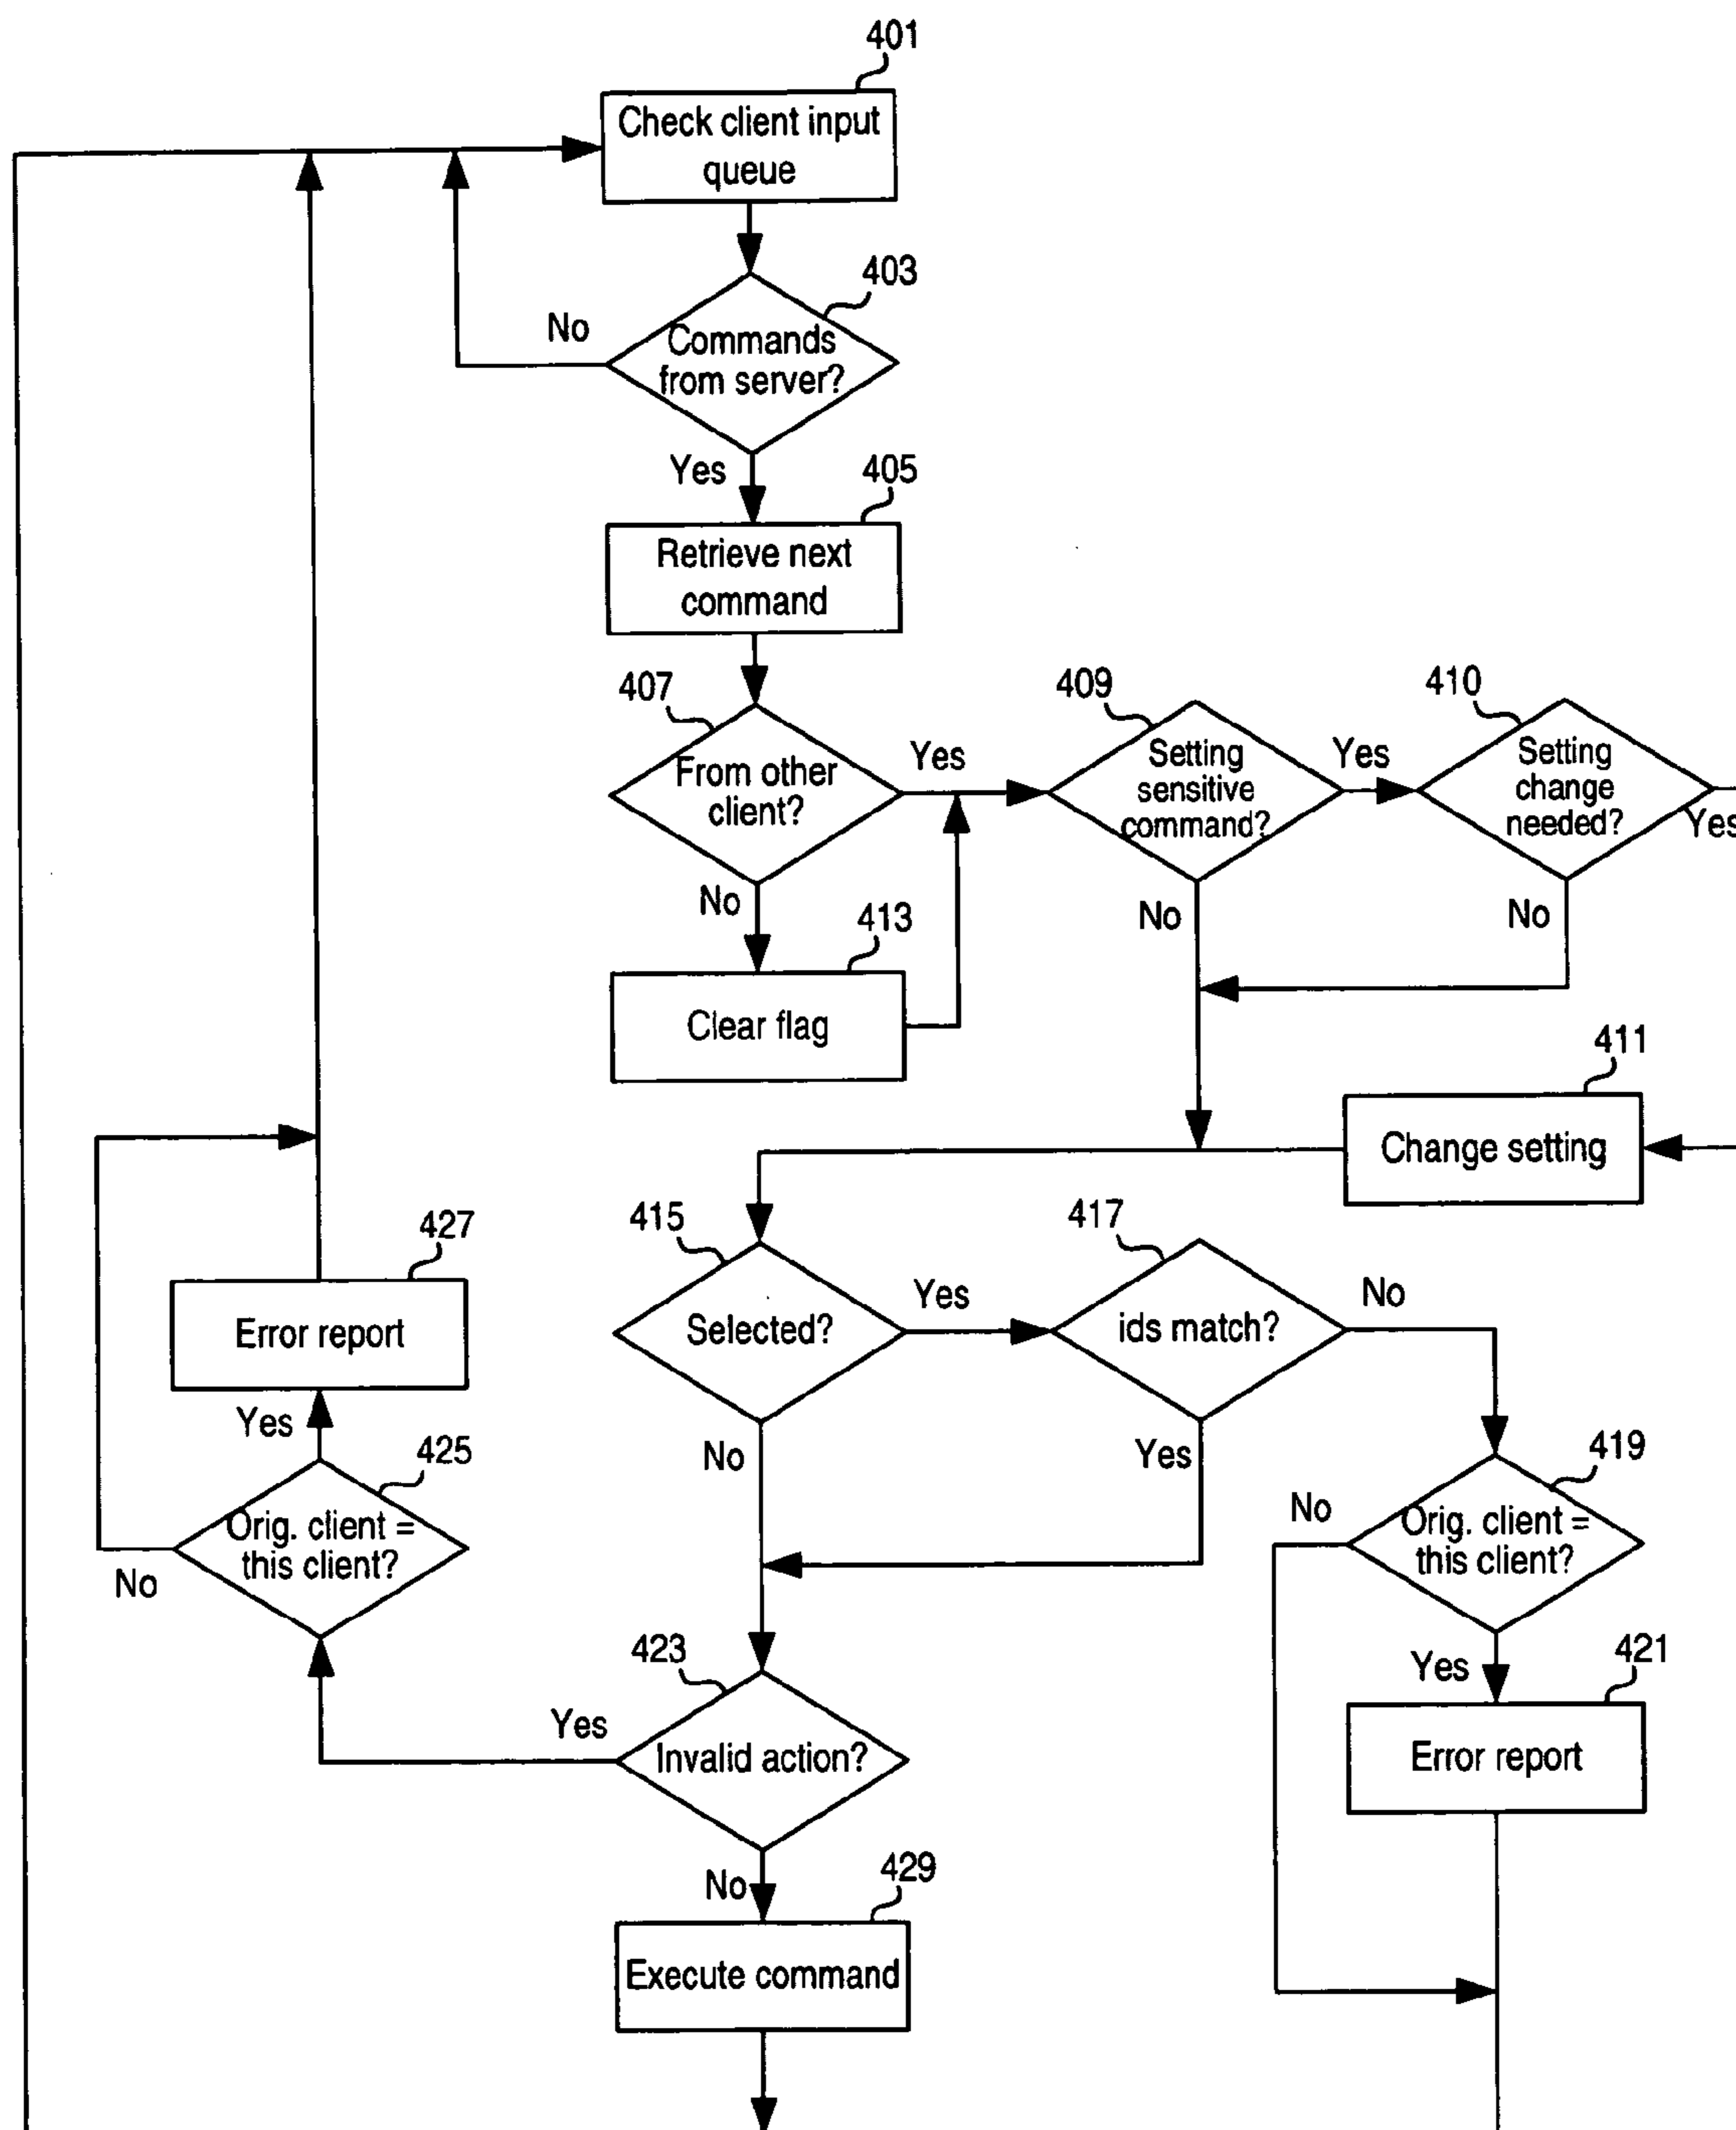 401
Check client input
queue
403
No
Commands
from server?
Yes
405
Retrieve next
command
407
From other
client?
Yes
409
Setting
sensitive
command?
Yes
410
Setting
change
needed?
Yes
No
413
Clear flag
No
No
411
Change setting
415
Selected?
Yes
417
ids match?
No
427
Error report
Yes
425
Orig. client =
this client?
No
No
Yes
419
No
Orig. client =
this client?
Yes
421
Error report
423
Yes
Invalid action?
No
429
Execute command